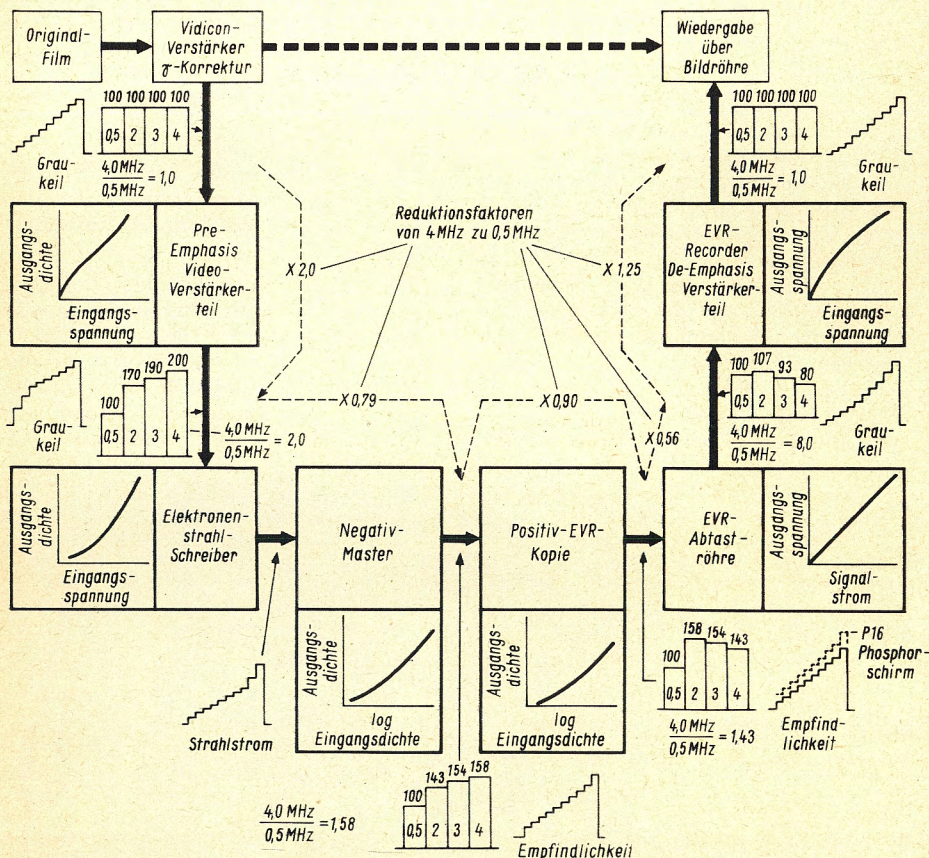 Original-
Film
Vidicon-
Verstärker
γ-Korrektur
Wiedergabe
über
Bildröhre
100 100 100 100
0,5 2 3 4
Grau-
keil
4,0 MHz
0,5 MHz = 1,0
100 100 100 100
0,5 2 3 4
4,0 MHz
0,5 MHz = 1,0
Grau-
keil
Ausgangs-
dichte
Eingangs-
spannung
Pre-
Emphasis
Video-
Verstärker-
teil
Reduktionsfaktoren
von 4 MHz zu 0,5 MHz
X 2,0
X 1,25
X 0,79
X 0,90
X 0,56
EVR-
Recorder
De-Emphasis
Verstärker-
teil
Ausgangs-
spannung
Eingangs-
spannung
Grau-
keil
100 170 190 200
0,5 2 3 4
4,0 MHz
0,5 MHz = 2,0
100 107 93 80
0,5 2 3 4
4,0 MHz
0,5 MHz = 8,0
Grau-
keil
Ausgangs-
dichte
Eingangs-
spannung
Elektronen-
strahl-
Schreiber
Negativ-
Master
Ausgangs-
dichte
log
Eingangsdichte
Positiv-EVR-
Kopie
Ausgangs-
dichte
log
Eingangsdichte
EVR-
Abtast-
röhre
Ausgangs-
spannung
Signal-
strom
Strahlstrom
100 158 154 143
0,5 2 3 4
4,0 MHz
0,5 MHz = 1,43
P16
Phosphor-
schirm
Empfind-
lichkeit
4,0 MHz
0,5 MHz = 1,58
100 143 154 158
0,5 2 3 4
Empfindlichkeit